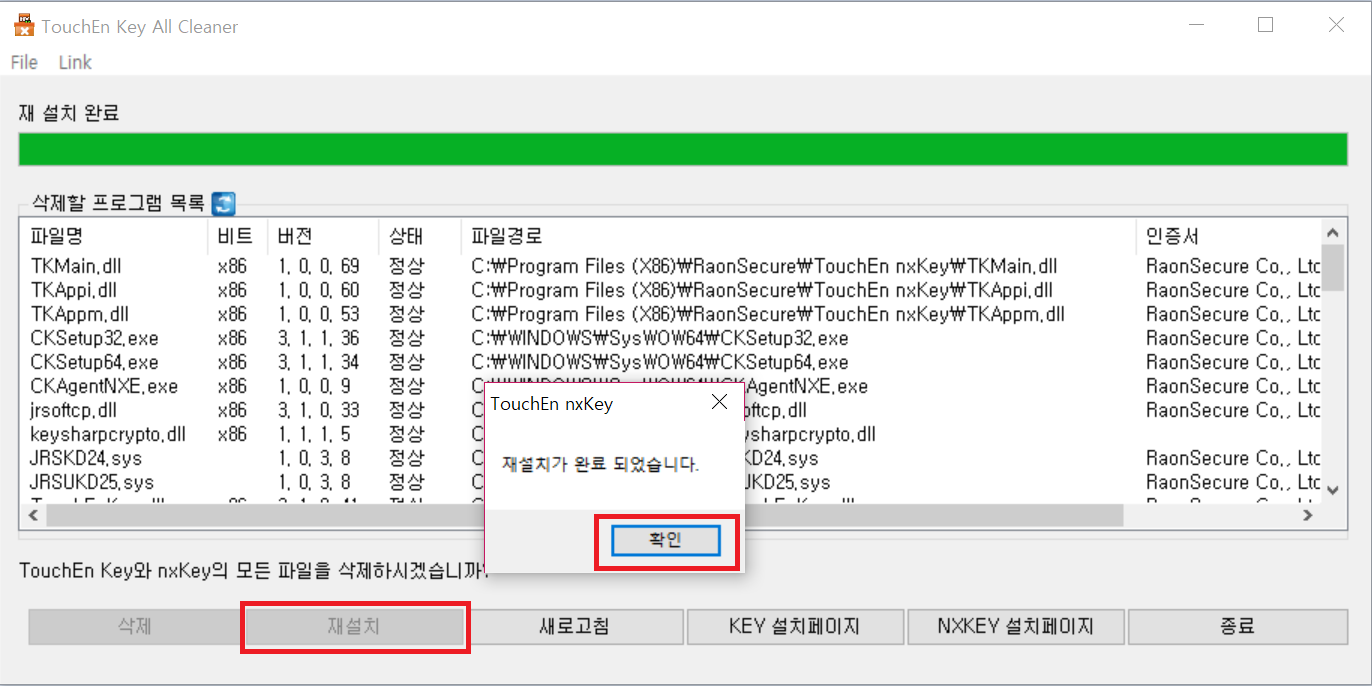 TouchEn Key All Cleaner
File Link
재 설치 완료
삭제할 프로그램 목록
파일명 비트 버전 상태 파일경로 인증서
TKMain.dll x86 1, 0, 0, 69 정상 C:₩Program Files (X86)₩RaonSecure₩TouchEn nxKey₩TKMain.dll RaonSecure Co., Ltc
TKAppi.dll x86 1, 0, 0, 60 정상 C:₩Program Files (X86)₩RaonSecure₩TouchEn nxKey₩TKAppi.dll RaonSecure Co., Ltc
TKAppm.dll x86 1, 0, 0, 53 정상 C:₩Program Files (X86)₩RaonSecure₩TouchEn nxKey₩TKAppm.dll RaonSecure Co., Ltc
CKSetup32.exe x86 3, 1, 1, 36 정상 C:₩WINDOWS₩SysWOW64₩CKSetup32.exe RaonSecure Co., Ltc
CKSetup64.exe x86 3, 1, 1, 34 정상 C:₩WINDOWS₩SysWOW64₩CKSetup64.exe RaonSecure Co., Ltc
CKAgentNXE.exe x86 1, 0, 0, 9 정상 AgentNXE.exe RaonSecure Co., Ltc
jrsoftcp.dll x86 3, 1, 0, 33 정상 ftcp.dll RaonSecure Co., Ltc
keysharpcrypto.dll x86 1, 1, 1, 5 정상 ysharpcrypto.dll
JRSKD24.sys 1, 0, 3, 8 정상 KD24.sys RaonSecure Co., Ltc
JRSUKD25.sys 1, 0, 3, 8 정상 JKD25.sys RaonSecure Co., Ltc
TouchEn nxKey
재설치가 완료 되었습니다.
확인
TouchEn Key와 nxKey의 모든 파일을 삭제하시겠습니까?
삭제 재설치 새로고침 KEY 설치페이지 NXKEY 설치페이지 종료